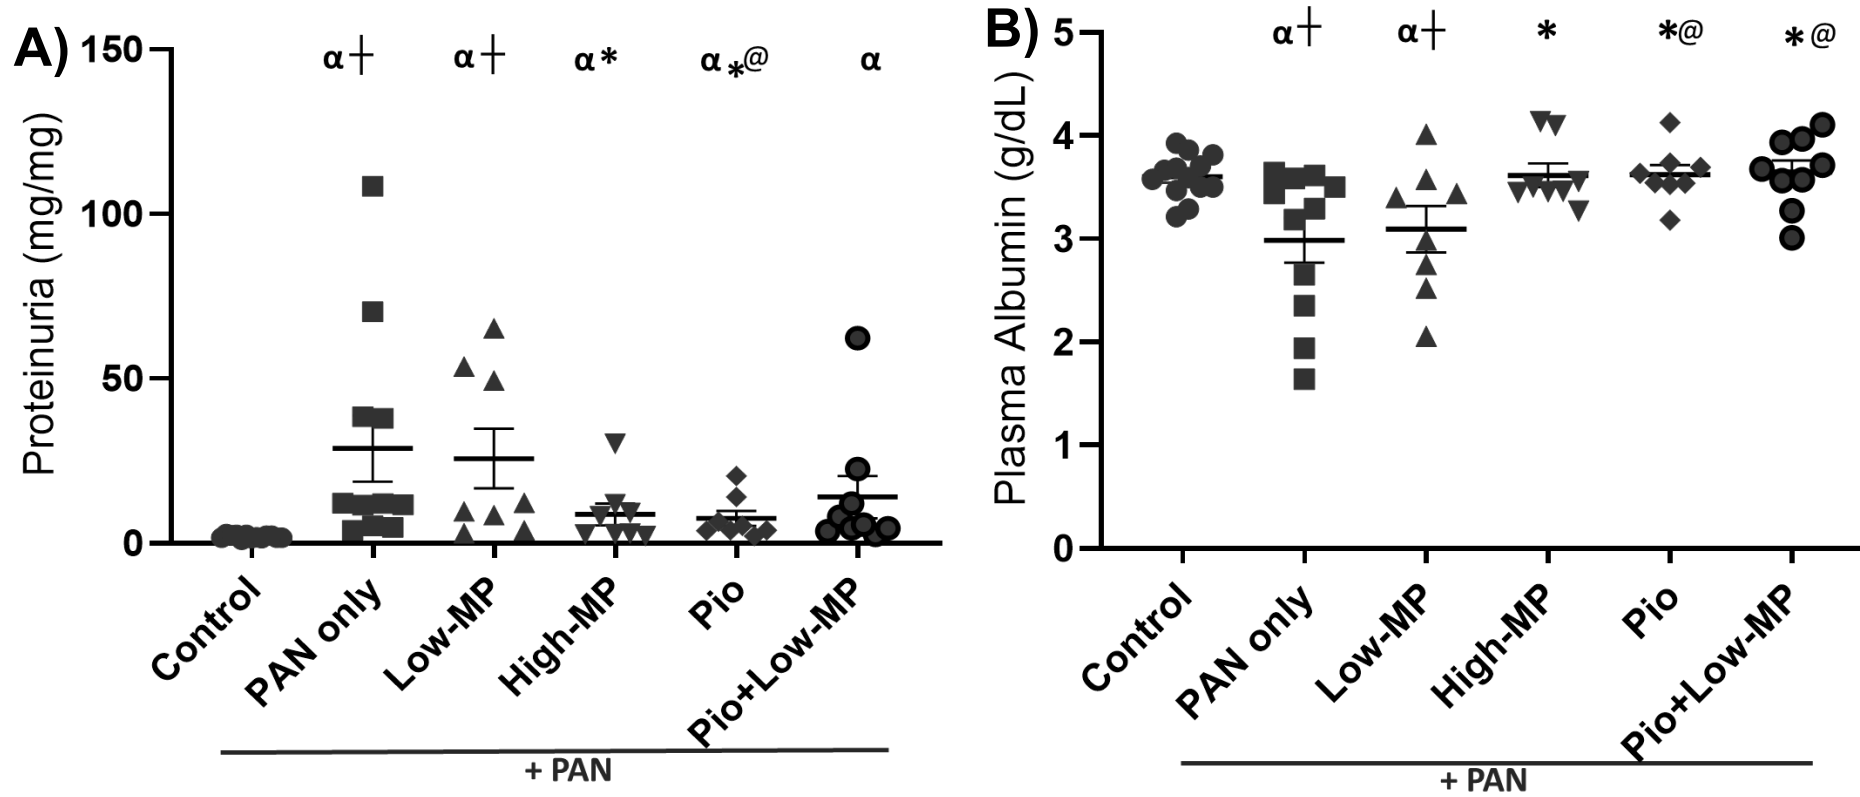 A)
Proteinuria (mg/mg)
150
100
50
0
α┼
α┼
α*
α*@
α
Control
PAN only
Low-MP
High-MP
Pio
Pio+Low-MP
+ PAN
B)
Plasma Albumin (g/dL)
5
4
3
2
1
0
α┼
α┼
*
*@
*@
Control
PAN only
Low-MP
High-MP
Pio
Pio+Low-MP
+ PAN